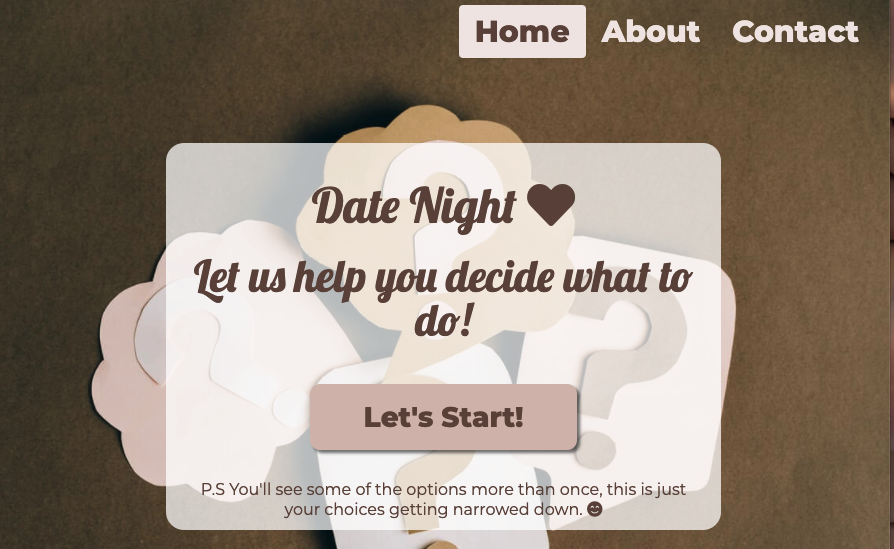 Home About Contact
Date Night ♥
Let us help you decide what to
do!
Let's Start!
P.S You'll see some of the options more than once, this is just
your choices getting narrowed down. 😊